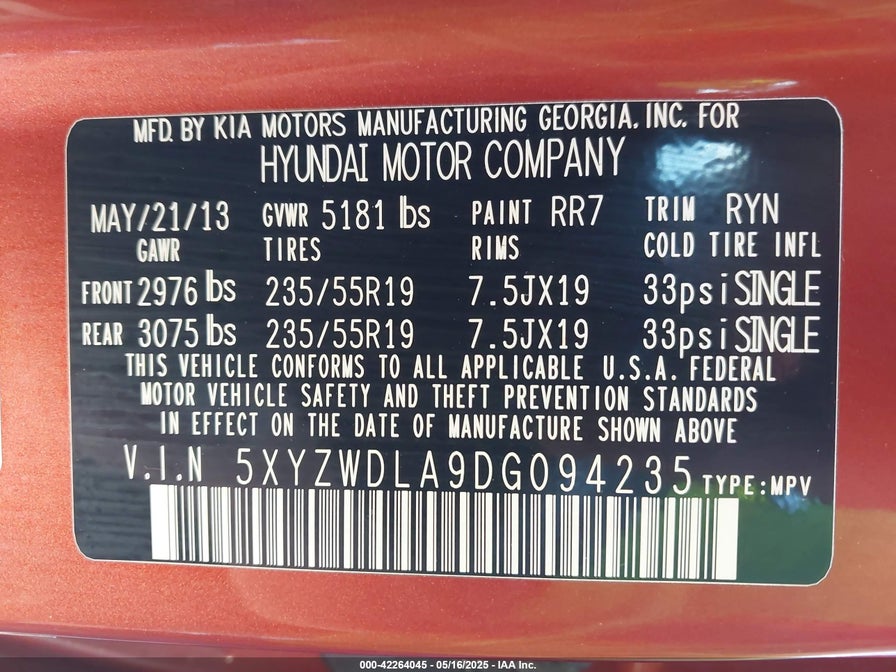 MFD. BY KIA MOTORS MANUFACTURING GEORGIA. INC. FOR
HYUNDAI MOTOR COMPANY
MAY/21/13 GVWR 5181 lbs PAINT RR7 TRIM RYN
GAWR TIRES RIMS COLD TIRE INFL
FRONT 2976 lbs 235/55R19 7.5JX19 33psi SINGLE
REAR 3075 lbs 235/55R19 7.5JX19 33psi SINGLE
THIS VEHICLE CONFORMS TO ALL APPLICABLE U.S.A. FEDERAL
MOTOR VEHICLE SAFETY AND THEFT PREVENTION STANDARDS
IN EFFECT ON THE DATE OF MANUFACTURE SHOWN ABOVE
V.I.N 5XYZWDLA9DG094235 TYPE:MPV
000-42264045 - 05/16/2025 - IAA Inc.